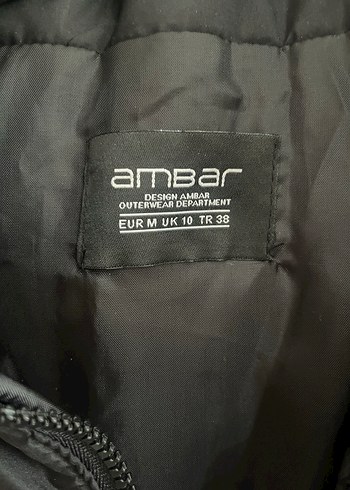 amBar
DESIGN AMBAR
OUTERWEAR DEPARTMENT
EUR M UK 10 TR 38